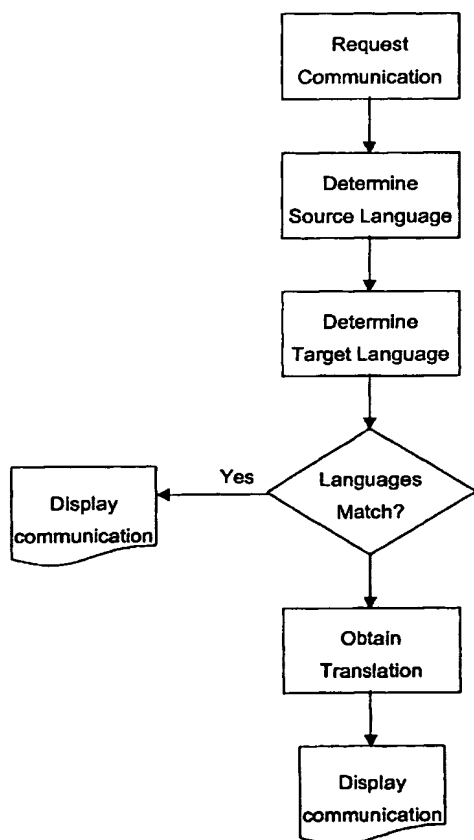 Request
Communication
Determine
Source Language
Determine
Target Language
Languages
Match?
Yes
Display
communication
Obtain
Translation
Display
communication